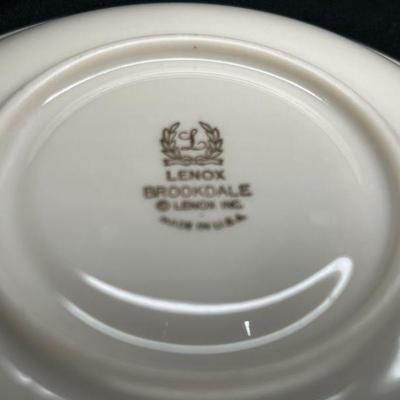 L
LENOX
BROOKDALE
© LENOX INC.
MADE IN U.S.A.